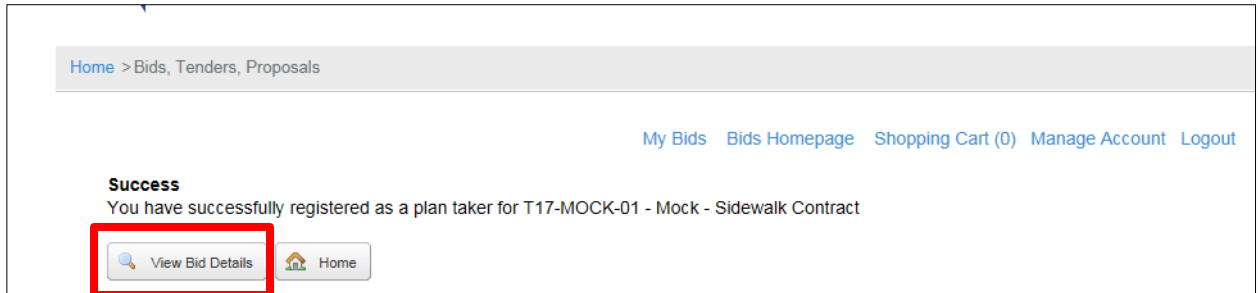 Home > Bids, Tenders, Proposals
My Bids Bids Homepage Shopping Cart (0) Manage Account Logout
Success
You have successfully registered as a plan taker for T17-MOCK-01 - Mock - Sidewalk Contract
View Bid Details Home